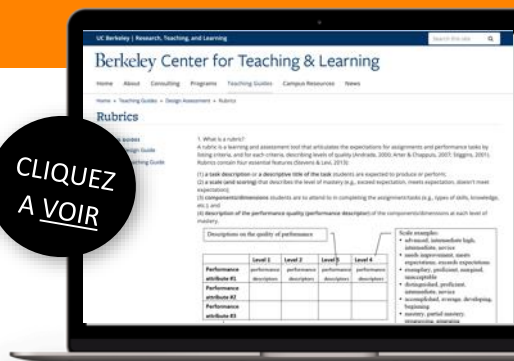 UC Berkeley | Research, Teaching, and Learning
Search this site
Berkeley Center for Teaching & Learning
Home About Consulting Programs Teaching Guides Campus Resources News
Home » Teaching Guides » Design Assessment » Rubrics
Rubrics
Design Guide
Teaching Guide
CLIQUEZ
A VOIR
1. What is a rubric?
A rubric is a learning and assessment tool that articulates the expectations for assignments and performance tasks by
listing criteria, and for each criteria, describing levels of quality (Andrade, 2000; Arter & Chappuis, 2007; Stiggins, 2001).
Rubrics contain four essential features (Stevens & Levi, 2013):
(1) a task description or a descriptive title of the task students are expected to produce or perform;
(2) a scale (and scoring) that describes the level of mastery (e.g., exceed expectation, meets expectation, doesn't meet
expectation);
(3) components/dimensions students are to attend to in completing the assignment/tasks (e.g., types of skills, knowledge,
etc.); and
(4) description of the performance quality (performance descriptor) of the components/dimensions at each level of
mastery.
Descriptions on the quality of performance
Level 1 Level 2 Level 3 Level 4
Performance attribute #1 performance descriptors performance descriptors performance descriptors performance descriptors
Performance attribute #2
Performance attribute #3
Scale examples:
• advanced, intermediate high,
intermediate, novice
• needs improvement, meets
expectations, exceeds expectations
• exemplary, proficient, marginal,
unacceptable
• distinguished, proficient,
intermediate, novice
• accomplished, average, developing,
beginning
• mastery, partial mastery,
progressing, emerging